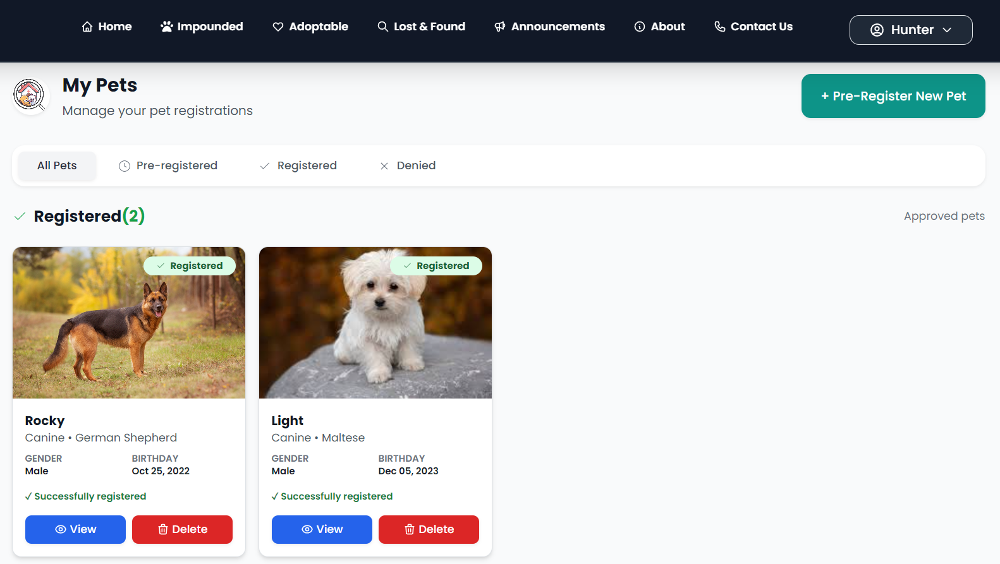 Home Impounded Adoptable Lost & Found Announcements About Contact Us Hunter
My Pets
Manage your pet registrations
+ Pre-Register New Pet
All Pets Pre-registered Registered Denied
Registered(2)
Approved pets
Registered
Rocky
Canine • German Shepherd
GENDER BIRTHDAY
Male Oct 25, 2022
✓ Successfully registered
View Delete
Registered
Light
Canine • Maltese
GENDER BIRTHDAY
Male Dec 05, 2023
✓ Successfully registered
View Delete